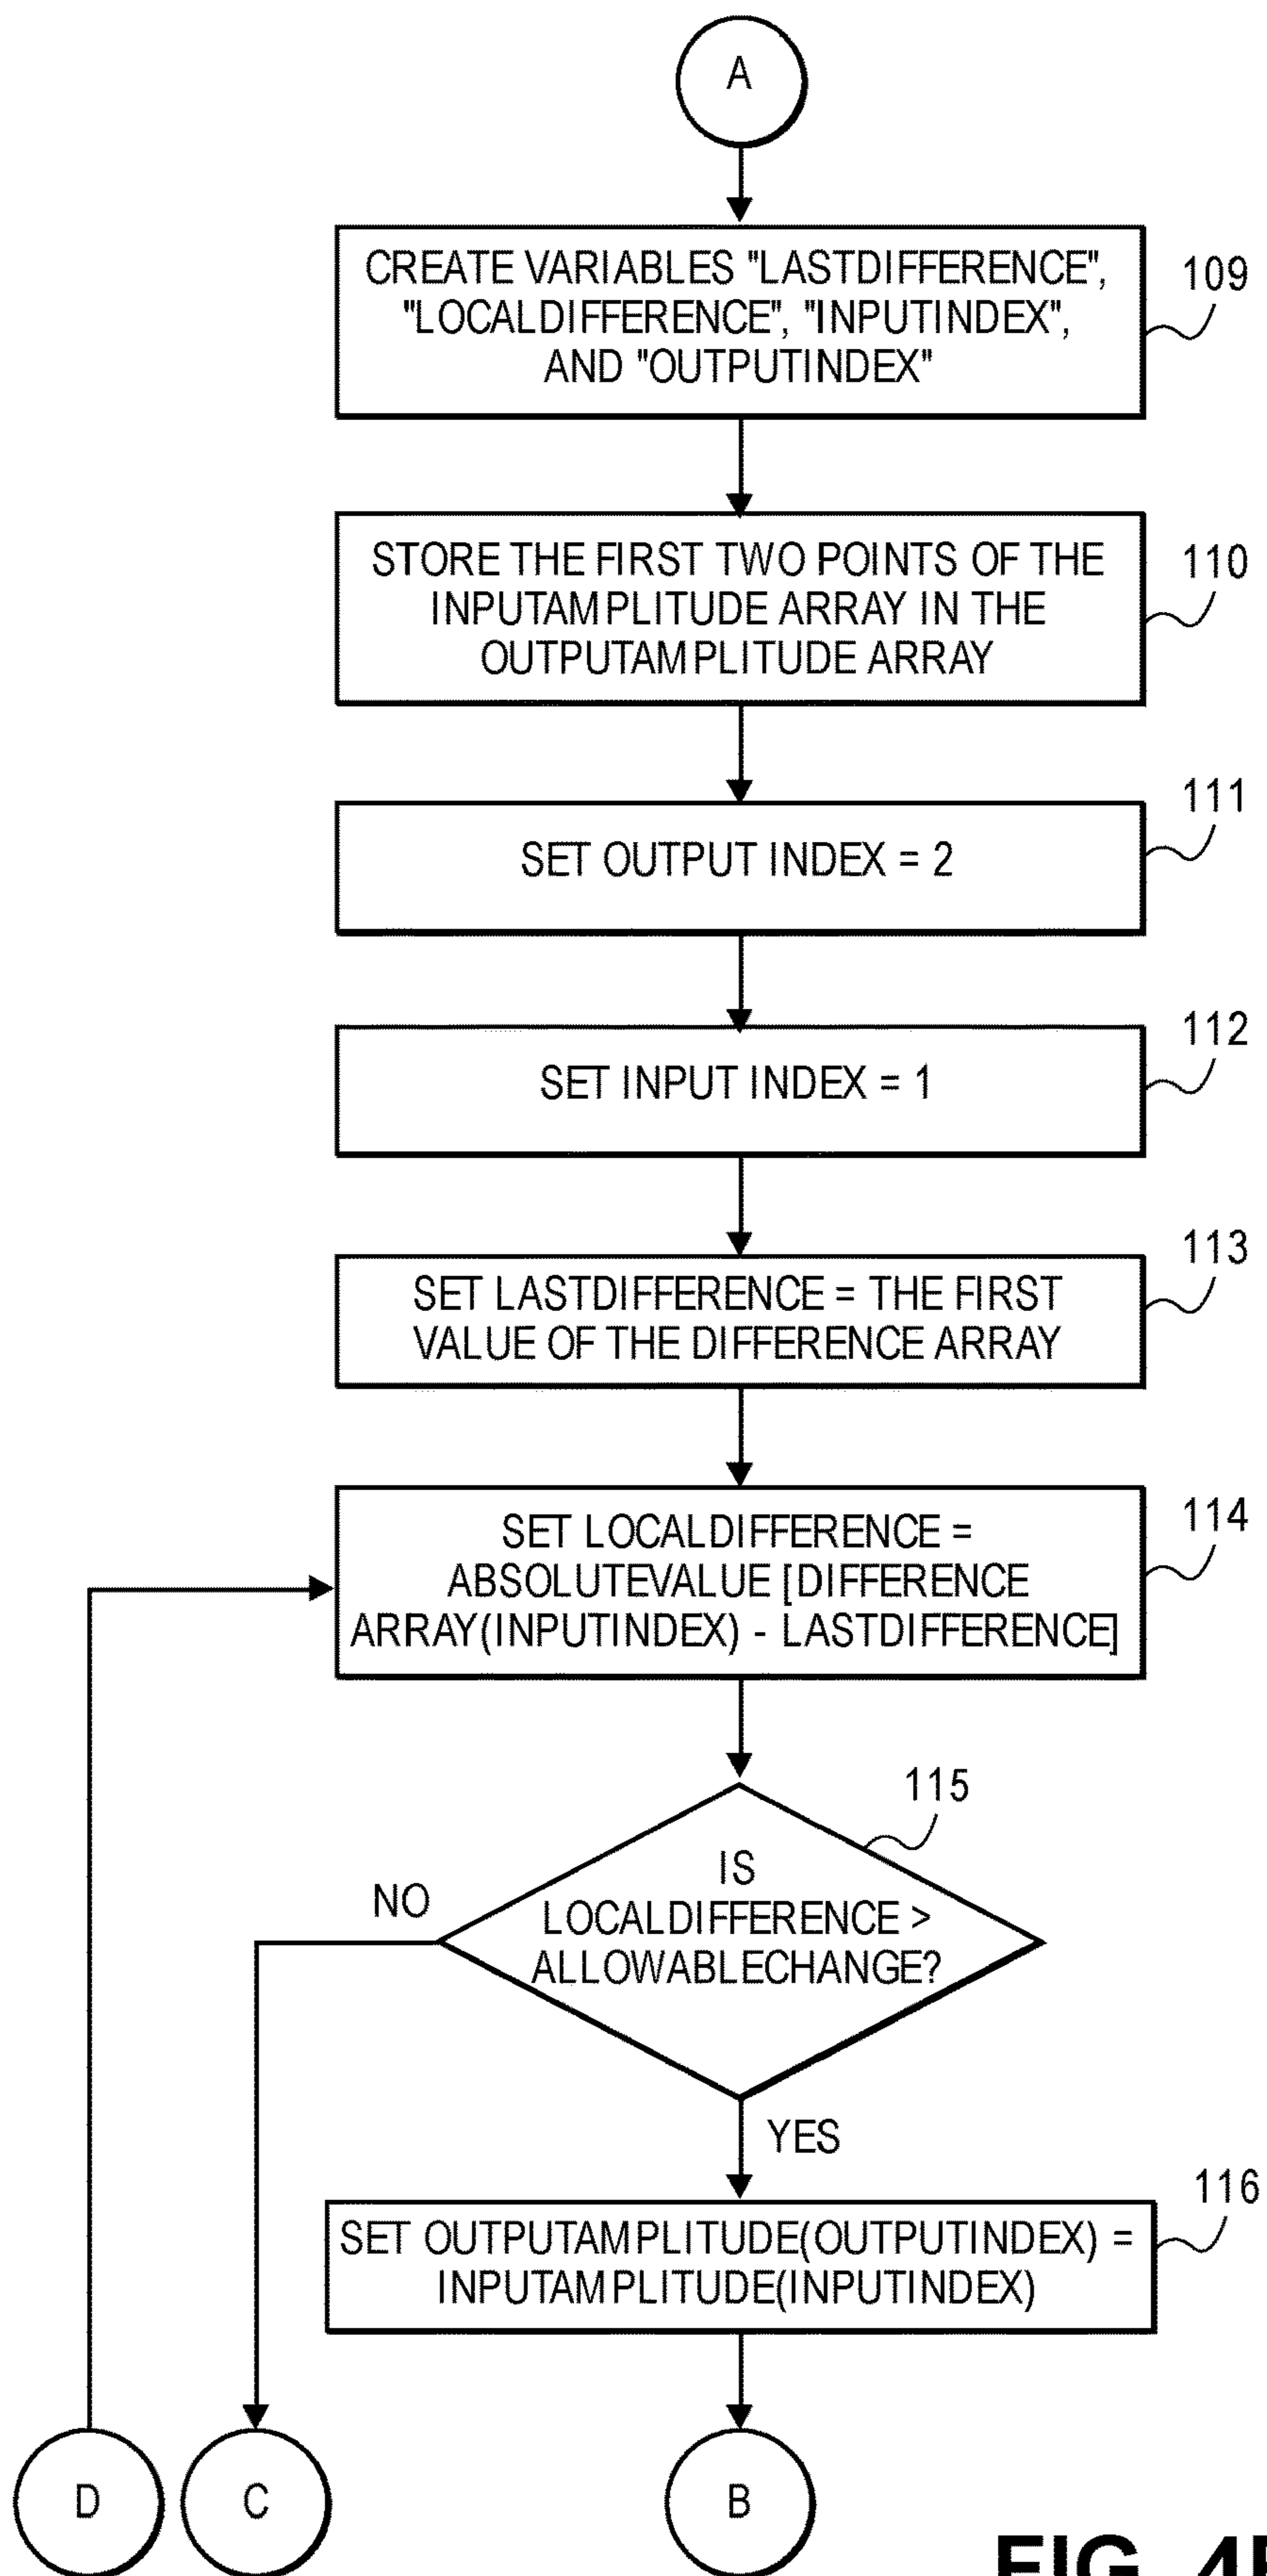 A
CREATE VARIABLES "LASTDIFFERENCE",
"LOCALDIFFERENCE", "INPUTINDEX",
AND "OUTPUTINDEX"
109
STORE THE FIRST TWO POINTS OF THE
INPUTAMPLITUDE ARRAY IN THE
OUTPUTAMPLITUDE ARRAY
110
SET OUTPUT INDEX = 2
111
SET INPUT INDEX = 1
112
SET LASTDIFFERENCE = THE FIRST
VALUE OF THE DIFFERENCE ARRAY
113
SET LOCALDIFFERENCE =
ABSOLUTEVALUE [DIFFERENCE
ARRAY(INPUTINDEX) - LASTDIFFERENCE]
114
IS
LOCALDIFFERENCE >
ALLOWABLECHANGE?
115
NO
YES
SET OUTPUTAMPLITUDE(OUTPUTINDEX) =
INPUTAMPLITUDE(INPUTINDEX)
116
D
C
B
FIG.